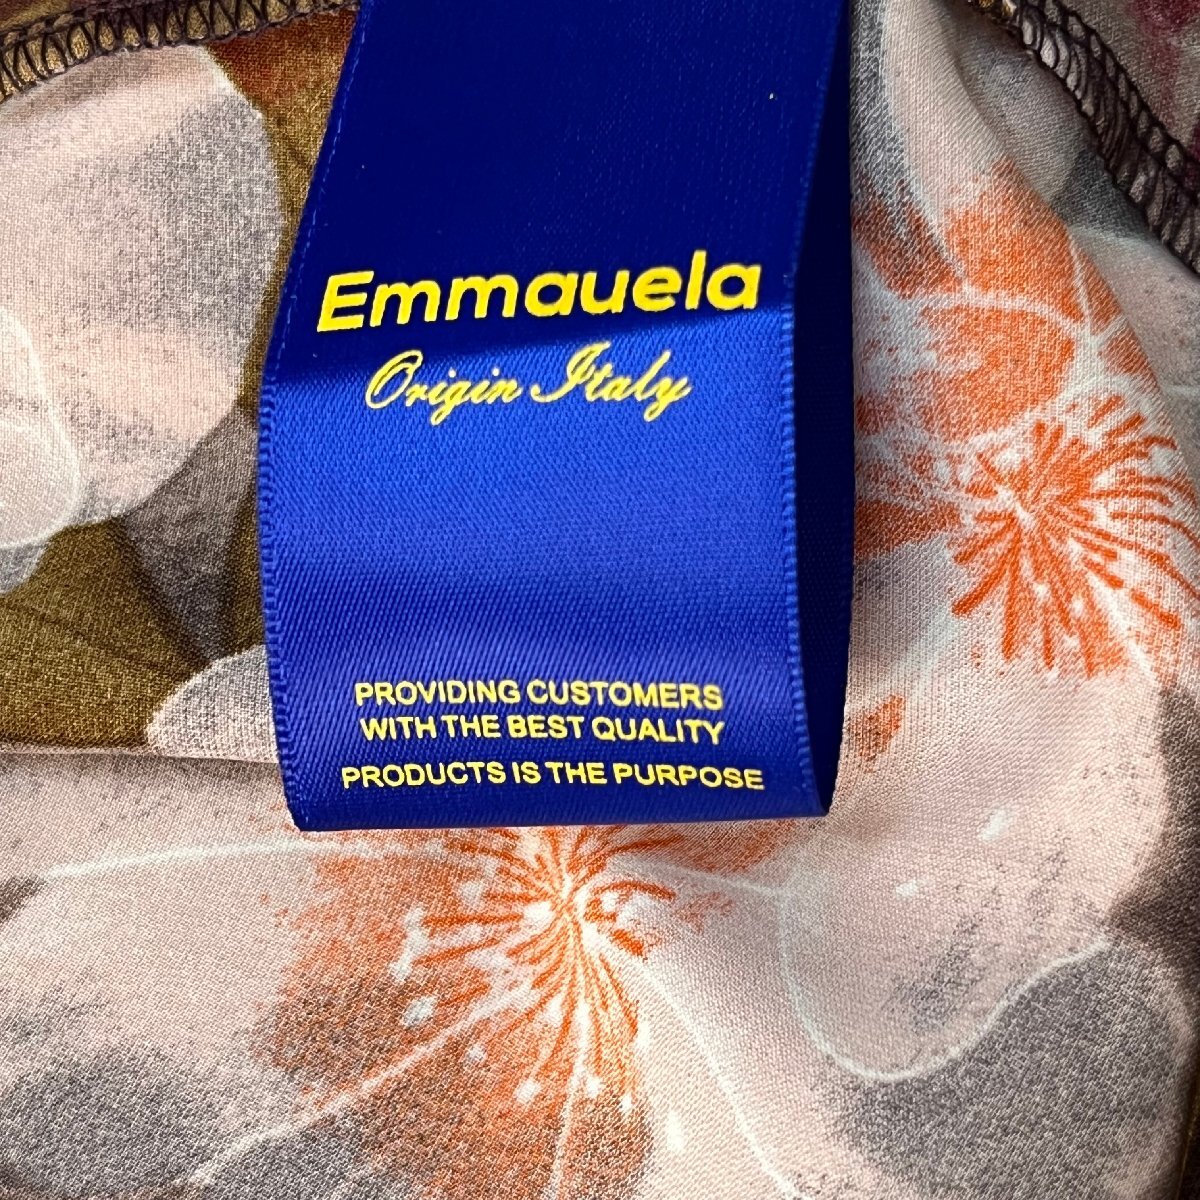 Emmauela
Origin Italy
PROVIDING CUSTOMERS
WITH THE BEST QUALITY
PRODUCTS IS THE PURPOSE